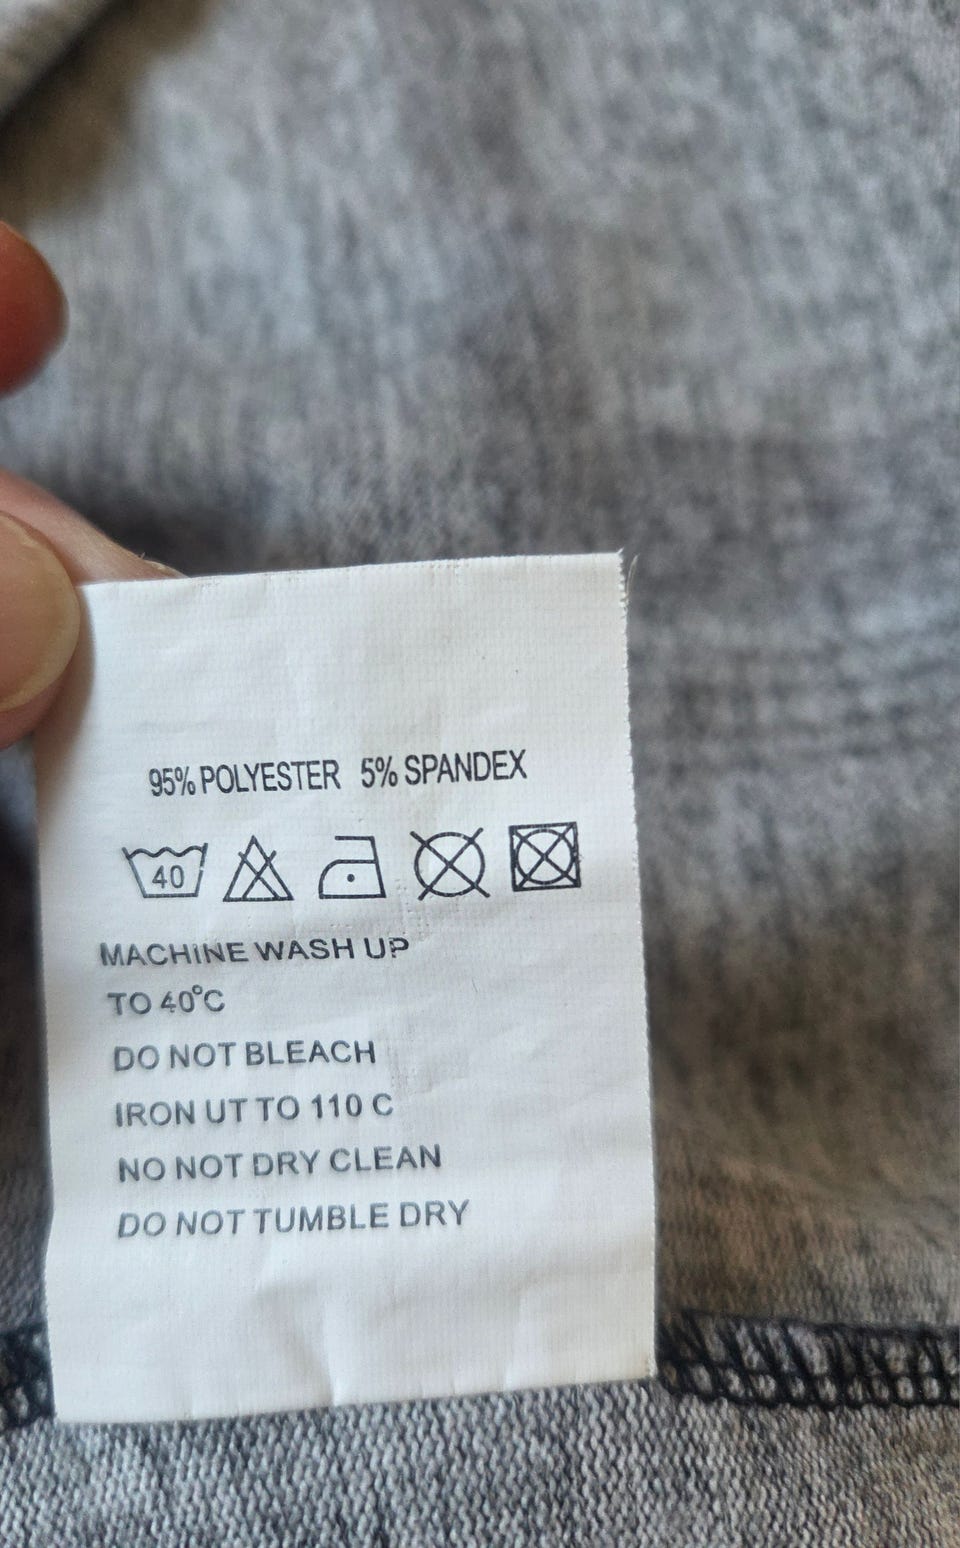 95% POLYESTER 5% SPANDEX
40
MACHINE WASH UP
TO 40°C
DO NOT BLEACH
IRON UT TO 110 C
NO NOT DRY CLEAN
DO NOT TUMBLE DRY